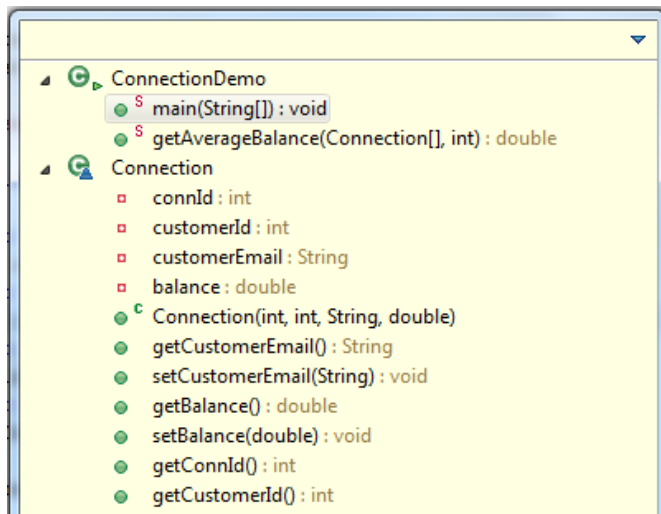 ConnectionDemo
S main(String[]) : void
S getAverageBalance(Connection[], int) : double
Connection
connId : int
customerId : int
customerEmail : String
balance : double
C Connection(int, int, String, double)
getCustomerEmail() : String
setCustomerEmail(String) : void
getBalance() : double
setBalance(double) : void
getConnId() : int
getCustomerId() : int